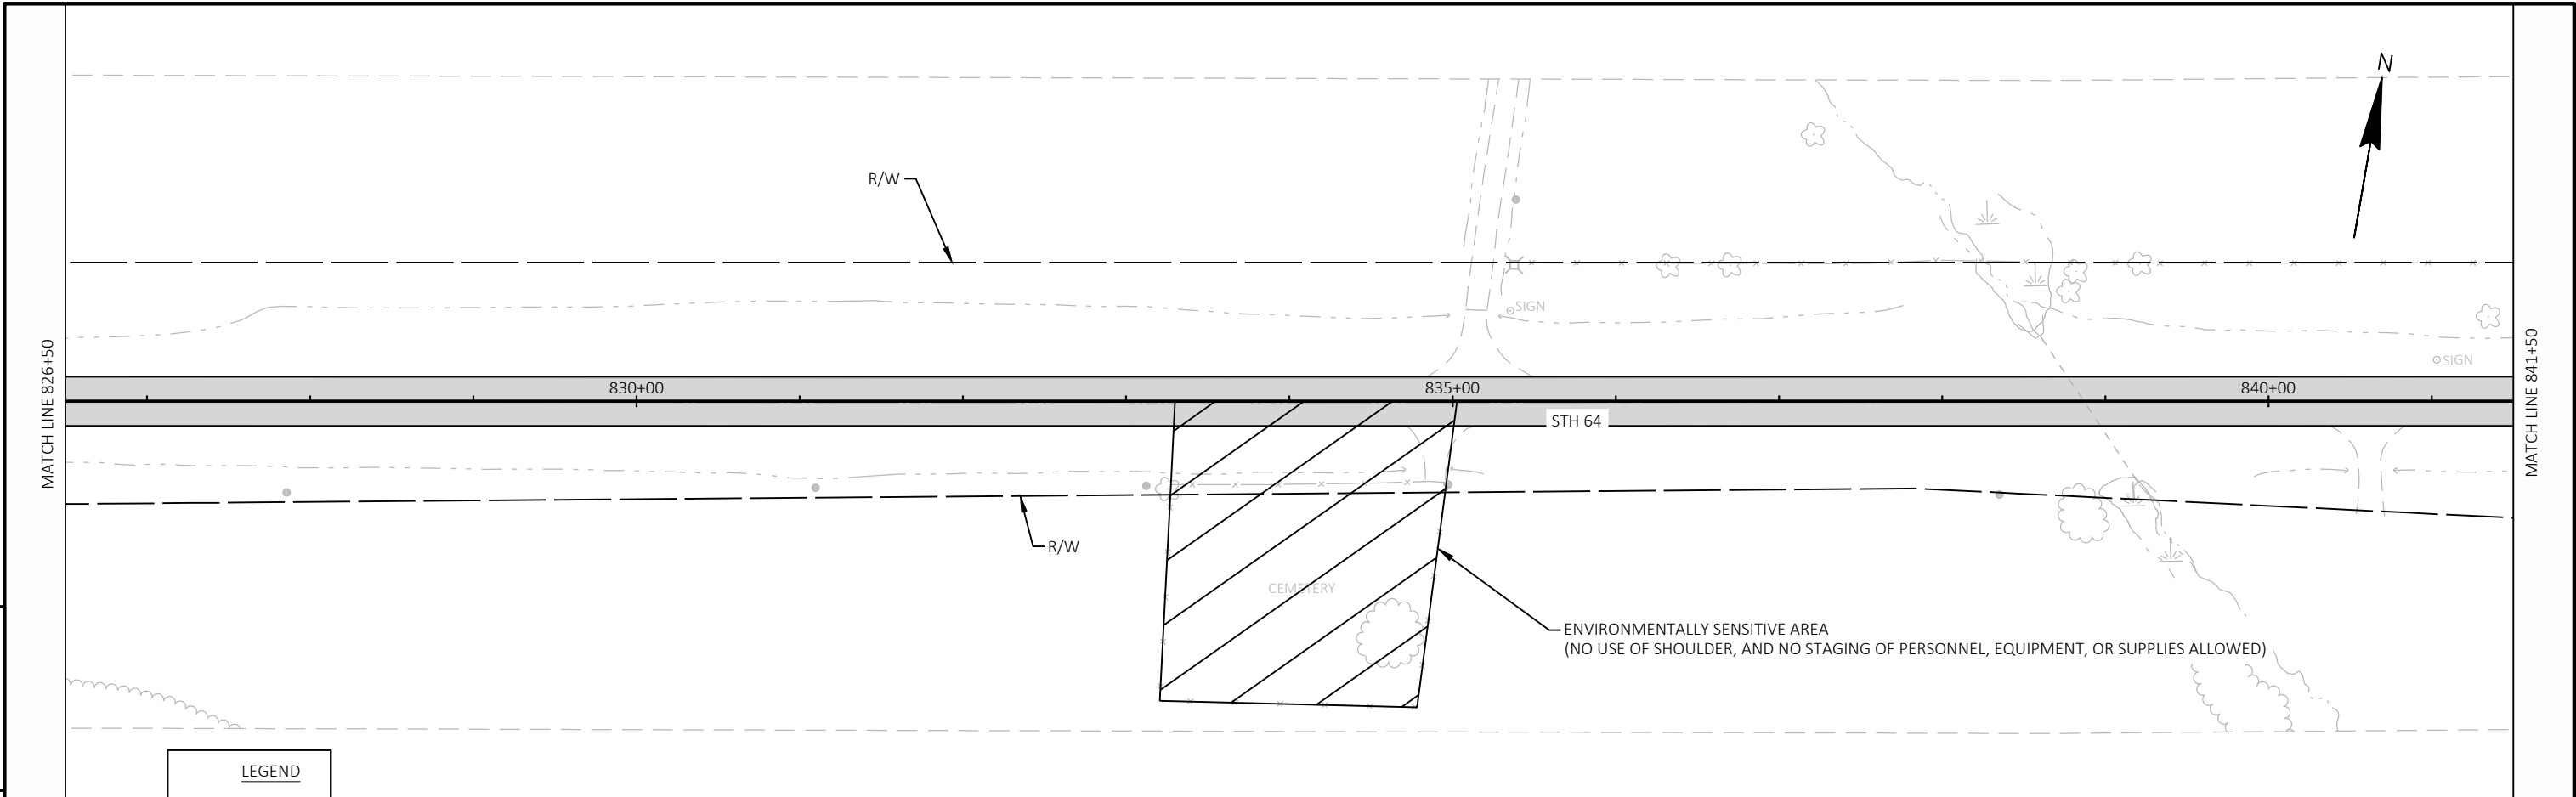 N
R/W
SIGN
MATCH LINE 826+50
MATCH LINE 841+50
SIGN
830+00
835+00
840+00
STH 64
R/W
CEMETERY
ENVIRONMENTALLY SENSITIVE AREA
(NO USE OF SHOULDER, AND NO STAGING OF PERSONNEL, EQUIPMENT, OR SUPPLIES ALLOWED)
LEGEND